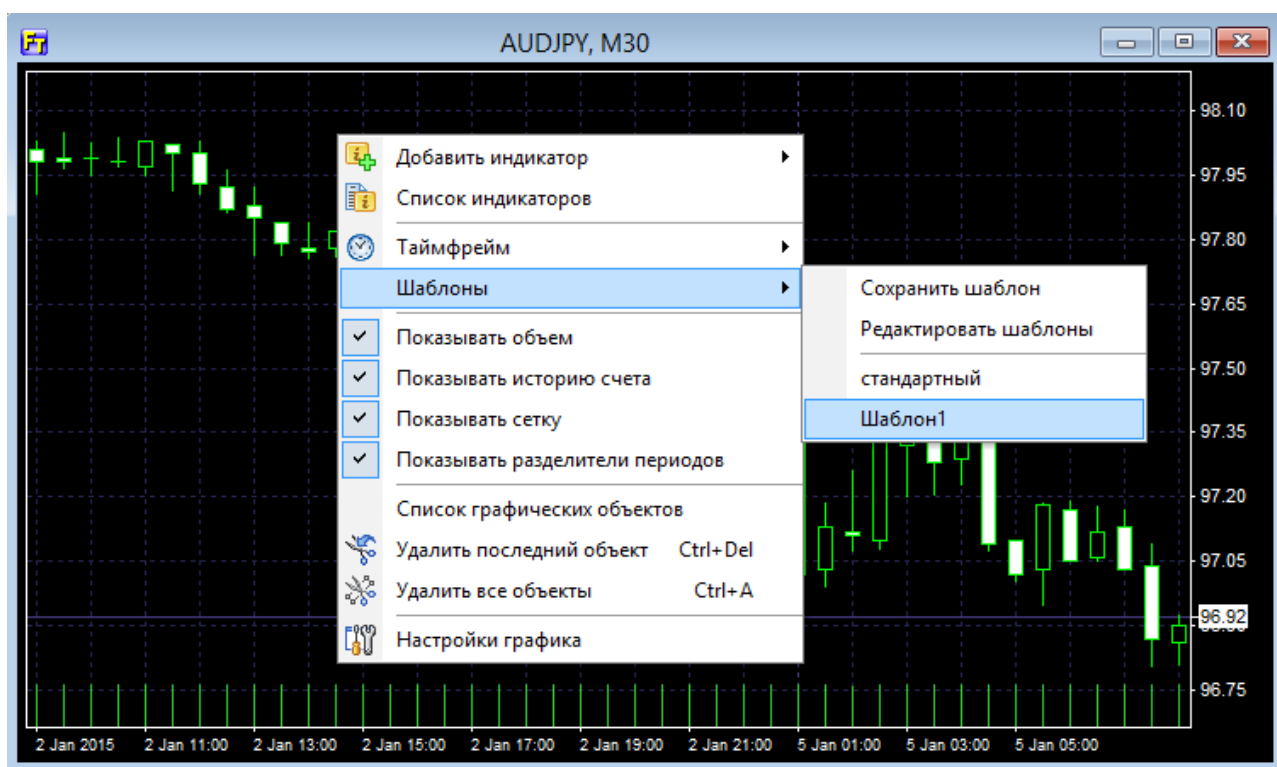 FT
AUDJPY, M30
98.10
97.95
97.80
97.65
97.50
97.35
97.20
97.05
96.92
96.75
Добавить индикатор
Список индикаторов
Таймфрейм
Шаблоны
Показывать объем
Показывать историю счета
Показывать сетку
Показывать разделители периодов
Список графических объектов
Удалить последний объект Ctrl+Del
Удалить все объекты Ctrl+A
Настройки графика
Сохранить шаблон
Редактировать шаблоны
стандартный
Шаблон1
2 Jan 2015 2 Jan 11:00 2 Jan 13:00 2 Jan 15:00 2 Jan 17:00 2 Jan 19:00 2 Jan 21:00 5 Jan 01:00 5 Jan 03:00 5 Jan 05:00